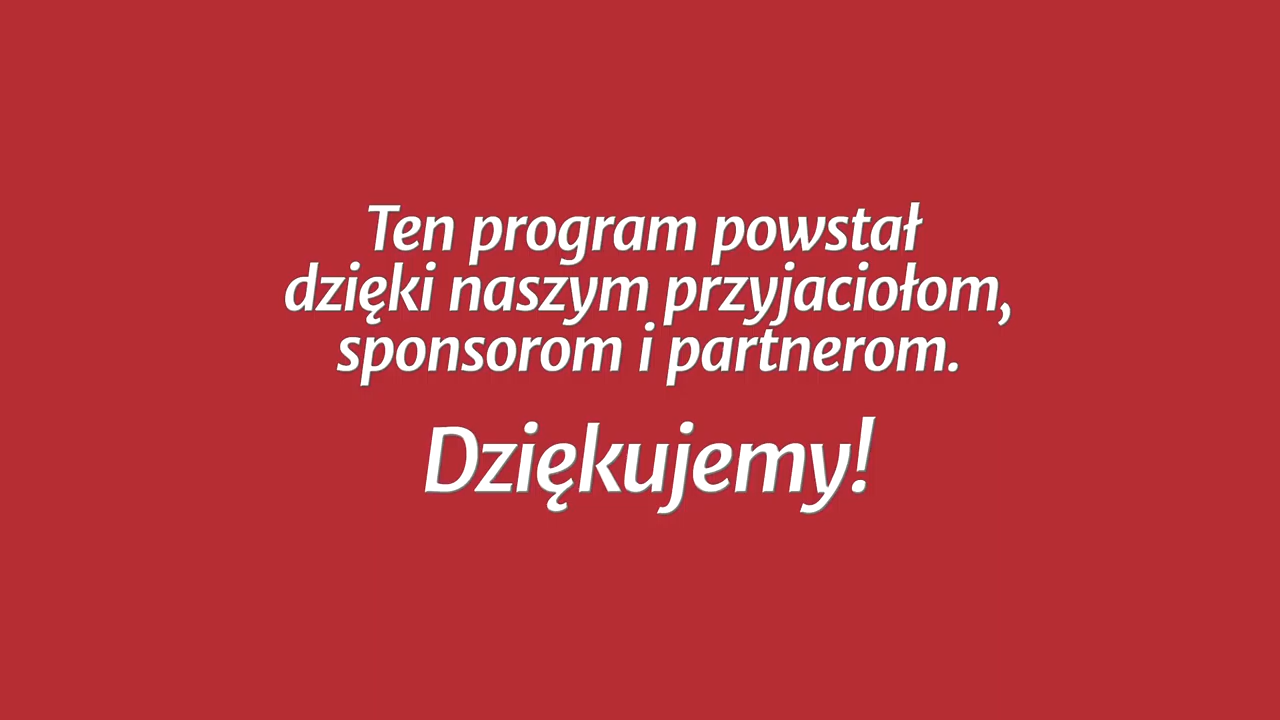 Ten program powstał
dzięki naszym przyjaciołom,
sponsorom i partnerom.
Dziękujemy!